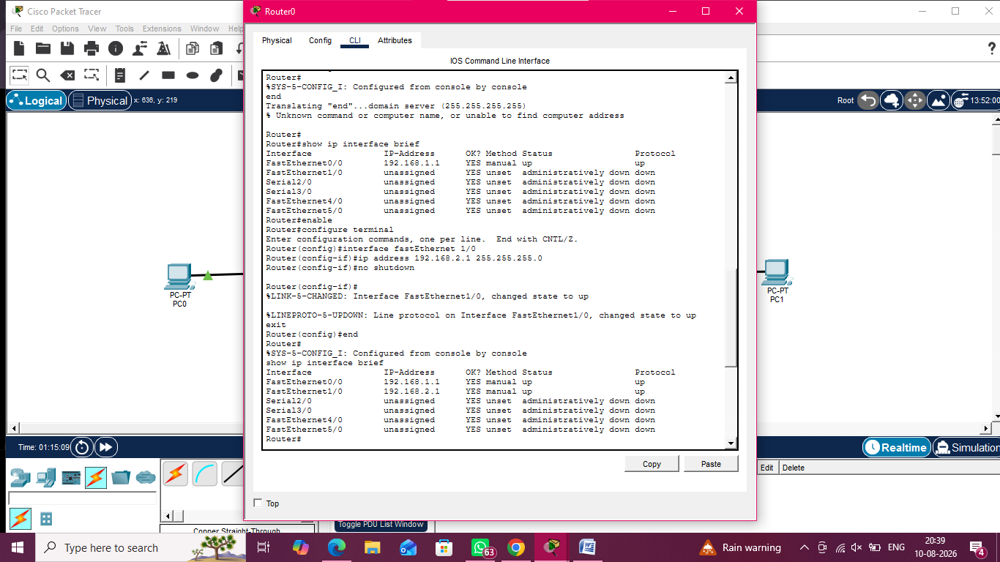 Cisco Packet Tracer
File Edit Options View Tools Extensions Window Help
Logical Physical x: 636, y: 219
Root 13:52:00
Router0
Physical Config CLI Attributes
IOS Command Line Interface
Router#
%SYS-5-CONFIG_I: Configured from console by console
end
Translating "end"...domain server (255.255.255.255)
% Unknown command or computer name, or unable to find computer address
Router#
Router#show ip interface brief
Interface IP-Address OK? Method Status Protocol
FastEthernet0/0 192.168.1.1 YES manual up up
FastEthernet1/0 unassigned YES unset administratively down down
Serial2/0 unassigned YES unset administratively down down
Serial3/0 unassigned YES unset administratively down down
FastEthernet4/0 unassigned YES unset administratively down down
FastEthernet5/0 unassigned YES unset administratively down down
Router#enable
Router#configure terminal
Enter configuration commands, one per line. End with CNTL/Z.
Router(config)#interface fastEthernet 1/0
Router(config-if)#ip address 192.168.2.1 255.255.255.0
Router(config-if)#no shutdown
Router(config-if)#
%LINK-5-CHANGED: Interface FastEthernet1/0, changed state to up
%LINEPROTO-5-UPDOWN: Line protocol on Interface FastEthernet1/0, changed state to up
exit
Router(config)#end
Router#
%SYS-5-CONFIG_I: Configured from console by console
show ip interface brief
Interface IP-Address OK? Method Status Protocol
FastEthernet0/0 192.168.1.1 YES manual up up
FastEthernet1/0 192.168.2.1 YES manual up up
Serial2/0 unassigned YES unset administratively down down
Serial3/0 unassigned YES unset administratively down down
FastEthernet4/0 unassigned YES unset administratively down down
FastEthernet5/0 unassigned YES unset administratively down down
Router#
Copy Paste
Top
PC-PT
PC0
PC-PT
PC1
Time: 01:15:09
Realtime Simulation
Edit Delete
Copper Straight-Through
Toggle PDU List Window
Type here to search
63
Rain warning
ENG
20:39
10-08-2026
4